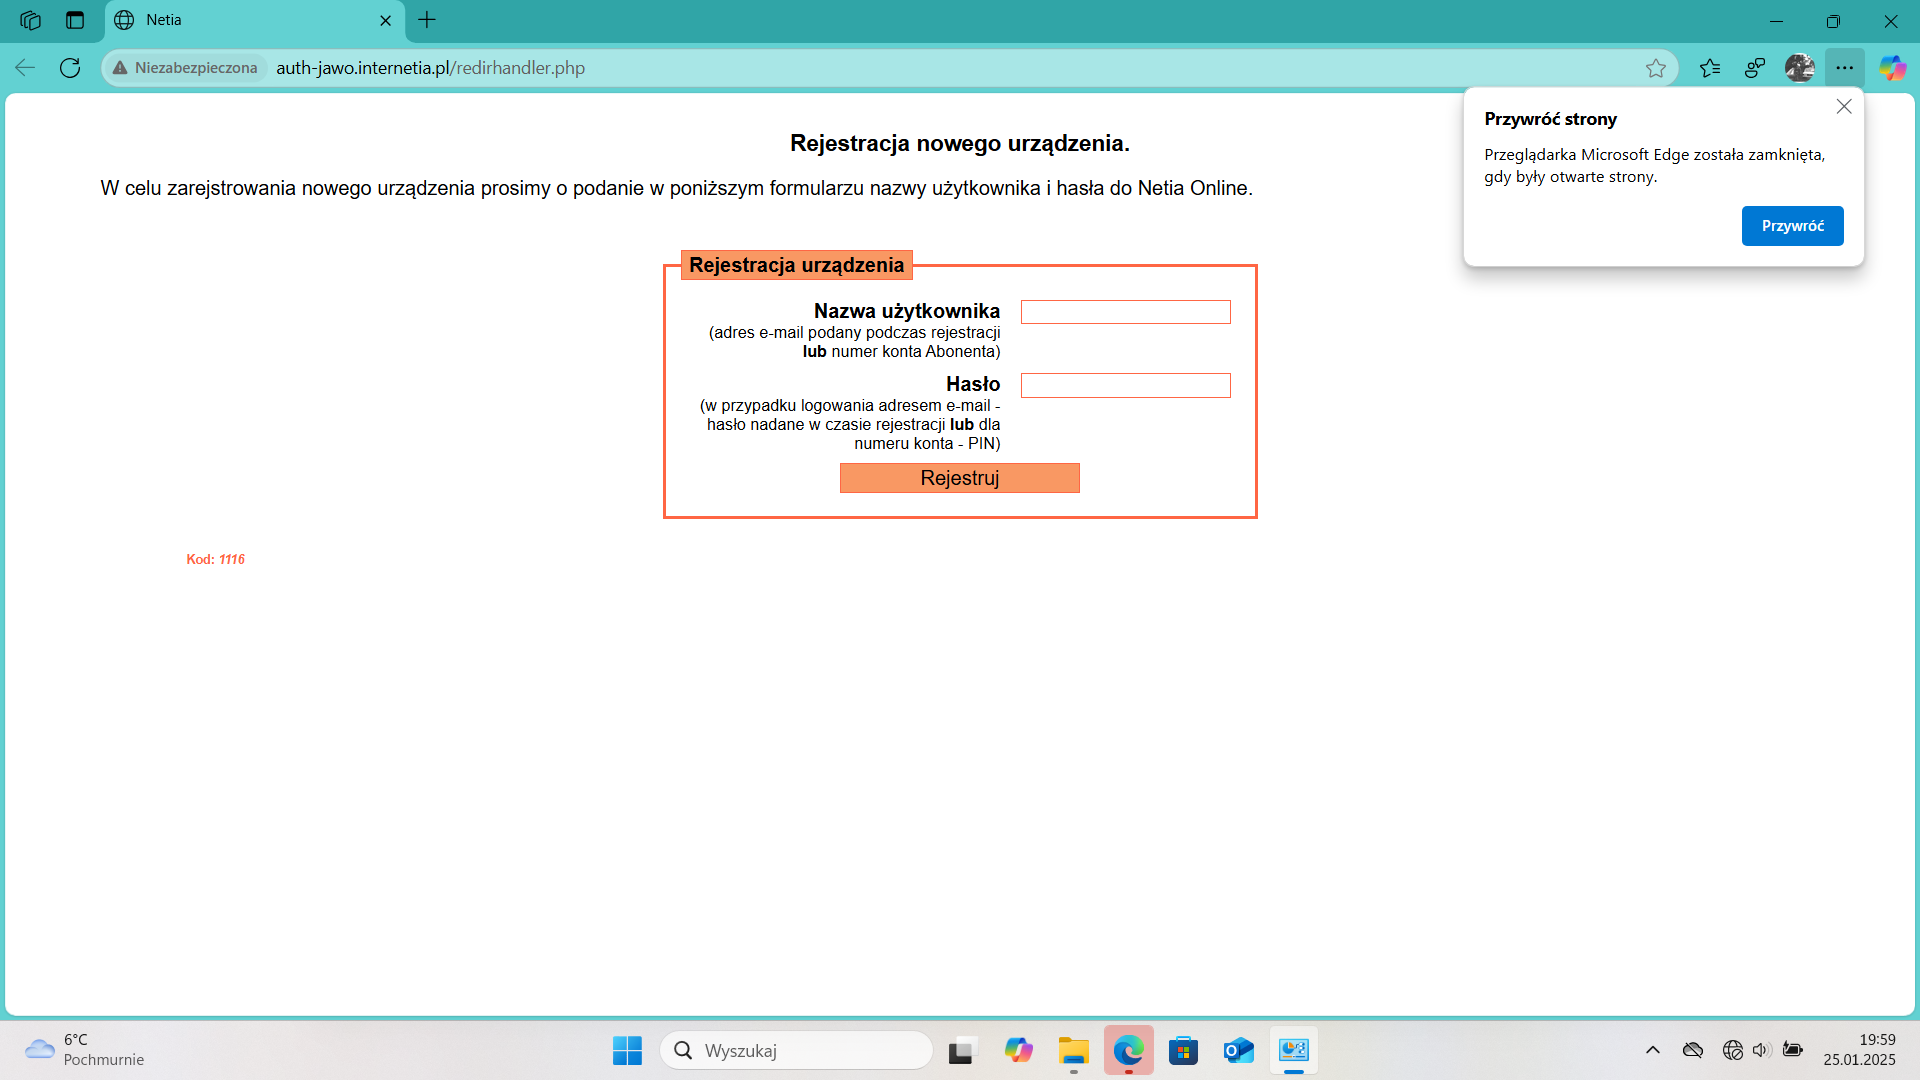 Netia
Niezabezpieczona
auth-jawo.internetia.pl/redirhandler.php
Przywróć strony
Przeglądarka Microsoft Edge została zamknięta,
gdy były otwarte strony.
Przywróć
Rejestracja nowego urządzenia.
W celu zarejstrowania nowego urządzenia prosimy o podanie w poniższym formularzu nazwy użytkownika i hasła do Netia Online.
Rejestracja urządzenia
Nazwa użytkownika
(adres e-mail podany podczas rejestracji
lub numer konta Abonenta)
Hasło
(w przypadku logowania adresem e-mail -
hasło nadane w czasie rejestracji lub dla
numeru konta - PIN)
Rejestruj
Kod: 1116
6°C
Pochmurnie
Wyszukaj
19:59
25.01.2025